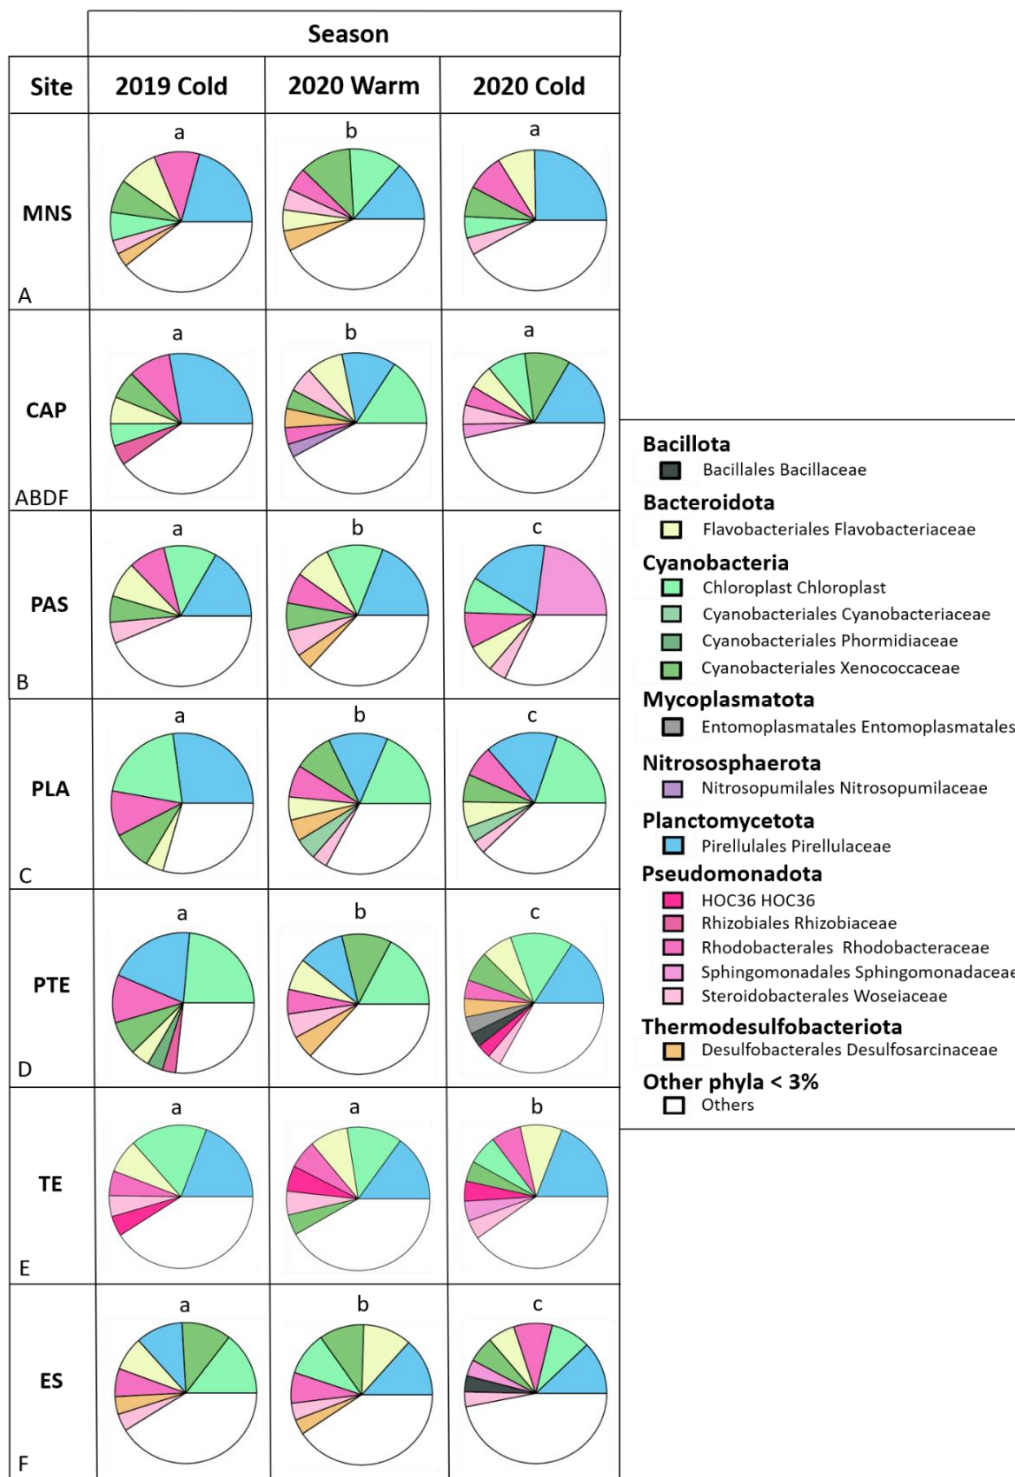 Season
Site 2019 Cold 2020 Warm 2020 Cold
a b a
MNS
A
a b a
CAP
ABDF
a b c
PAS
B
a b c
PLA
C
a b c
PTE
D
a a b
TE
E
a b c
ES
F
Bacillota
Bacillales Bacillaceae
Bacteroidota
Flavobacteriales Flavobacteriaceae
Cyanobacteria
Chloroplast Chloroplast
Cyanobacteriales Cyanobacteriaceae
Cyanobacteriales Phormidiaceae
Cyanobacteriales Xenococcaceae
Mycoplasmatota
Entomoplasmatales Entomoplasmatales
Nitrososphaerota
Nitrosopumilales Nitrosopumilaceae
Planctomycetota
Pirellulales Pirellulaceae
Pseudomonadota
HOC36 HOC36
Rhizobiales Rhizobiaceae
Rhodobacterales Rhodobacteraceae
Sphingomonadales Sphingomonadaceae
Steroidobacterales Woseiaceae
Thermodesulfobacteriota
Desulfobacterales Desulfosarcinaceae
Other phyla < 3%
Others